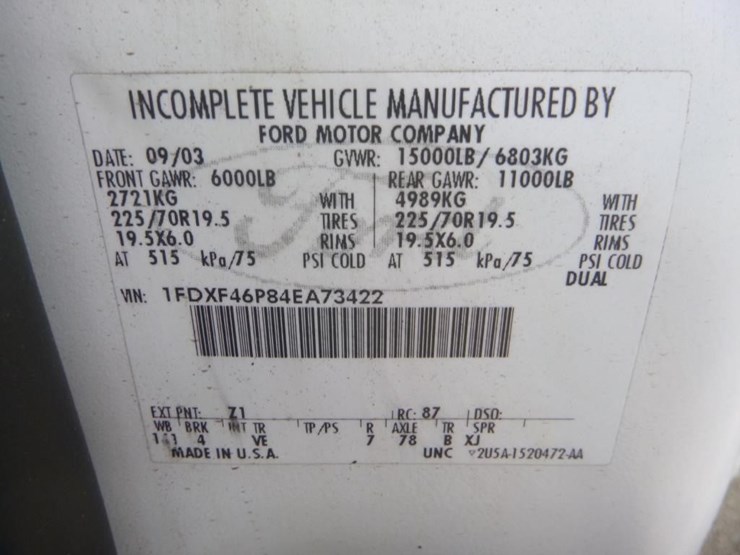 INCOMPLETE VEHICLE MANUFACTURED BY
FORD MOTOR COMPANY
DATE: 09/03 GVWR: 15000LB/6803KG
FRONT GAWR: 6000LB REAR GAWR: 11000LB
2721KG WITH 4989KG WITH
225/70R19.5 TIRES 225/70R19.5 TIRES
19.5X6.0 RIMS 19.5X6.0 RIMS
AT 515 kPa/75 PSI COLD AT 515 kPa/75 PSI COLD
DUAL
VIN: 1FDXF46P84EA73422
EXT PNT: Z1 RC: 87 DSO:
WB BRK INT TR TP/PS R AXLE TR SPR
4 VE 7 78 B XJ
MADE IN U.S.A. UNC 2U5A-1520472-AA
Ford